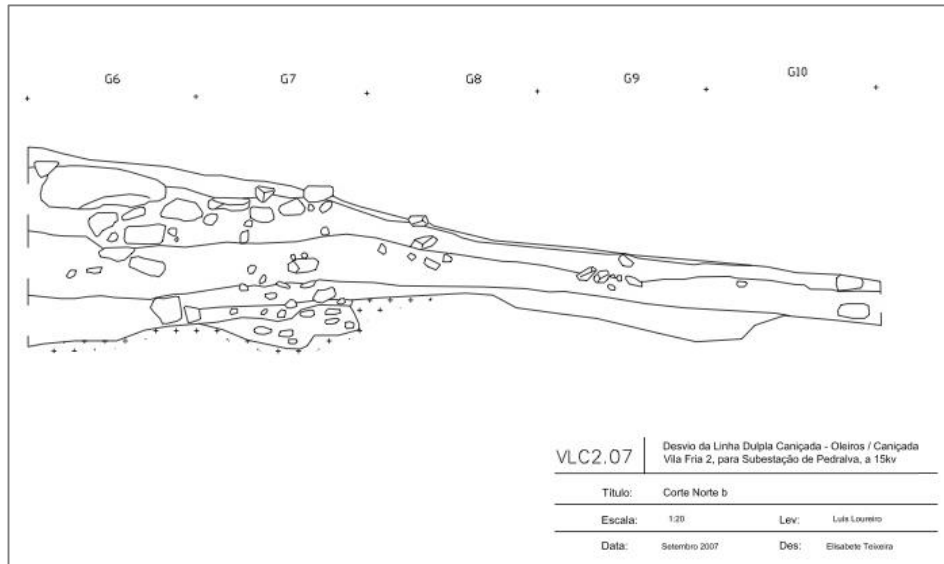 G6 G7 G8 G9 G10
VLC2.07
Desvio da Linha Dulpla Caniçada - Oleiros / Caniçada
Vila Fria 2, para Subestação de Pedralva, a 15kv
Título: Corte Norte b
Escala: 1:20 Lev: Luis Loureiro
Data: Setembro 2007 Des: Elisabete Teixeira